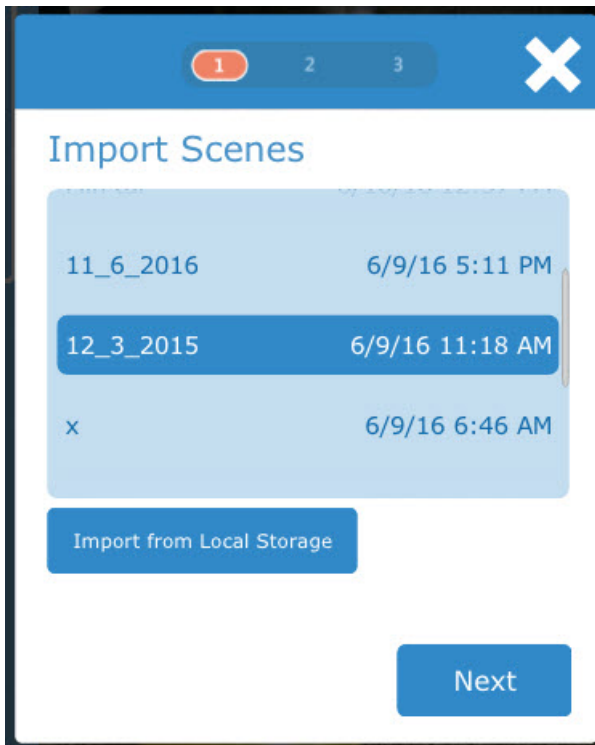 1 2 3
Import Scenes
11_6_2016 6/9/16 5:11 PM
12_3_2015 6/9/16 11:18 AM
x 6/9/16 6:46 AM
Import from Local Storage
Next